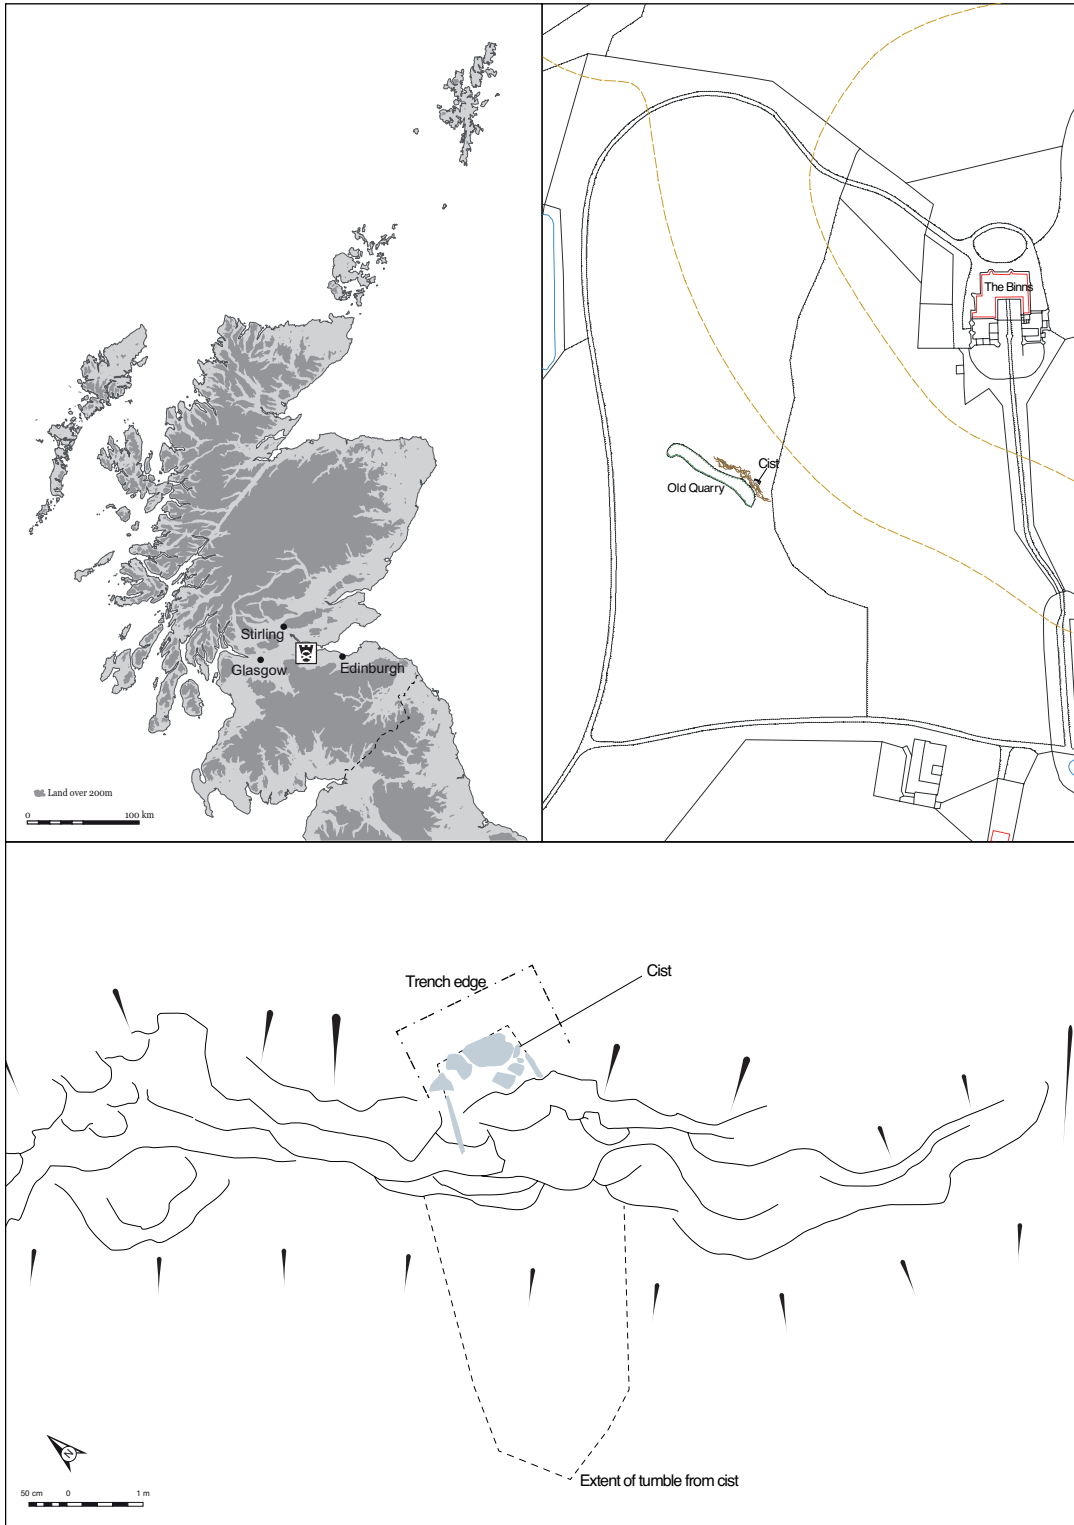 Stirling
Glasgow
Edinburgh
Land over 200m
0 100 km
The Binns
Cist
Old Quarry
Trench edge
Cist
Extent of tumble from cist
N
50 cm 0 1 m